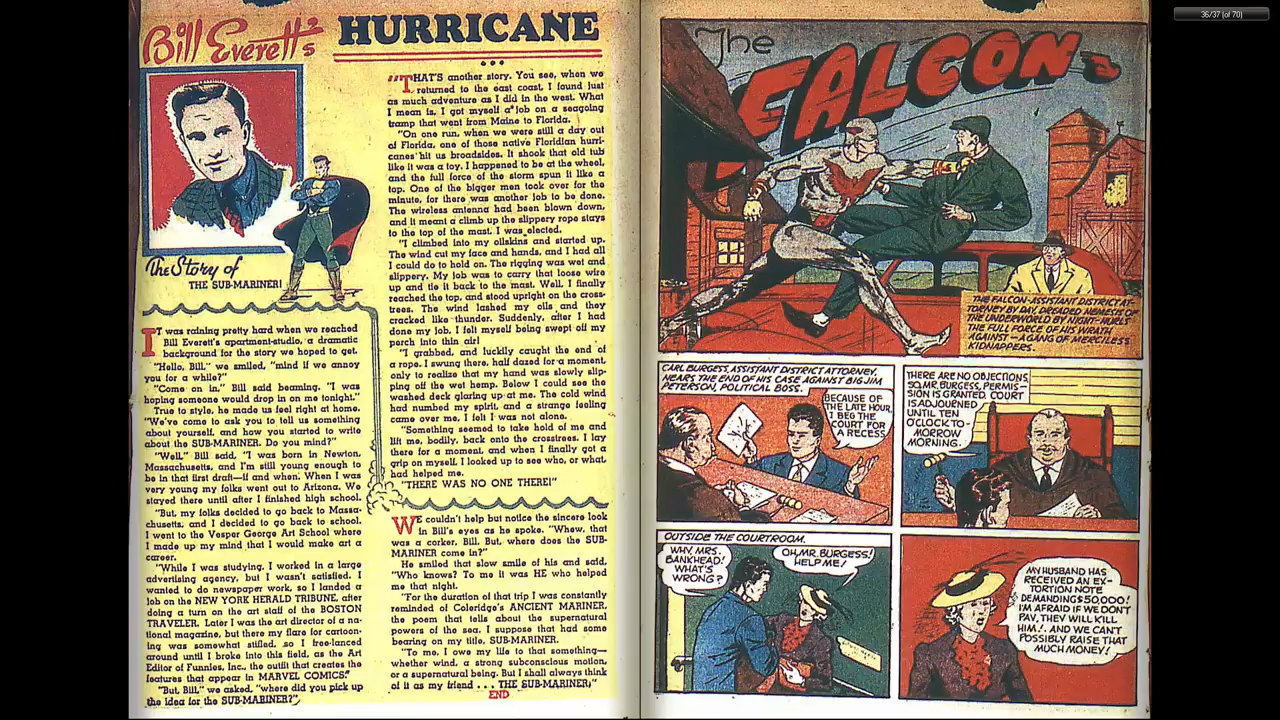 36/37 (of 70)
Bill Everett's
HURRICANE
The Story of
THE SUB-MARINER!
IT was raining pretty hard when we reached
Bill Everett's apartment-studio, a dramatic
background for the story we hoped to get.
"Hello, Bill," we smiled, "mind if we annoy
you for a while?"
"Come on in," Bill said beaming. "I was
hoping someone would drop in on me tonight."
True to style, he made us feel right at home.
"We've come to ask you to tell us something
about yourself, and how you started to write
about the SUB-MARINER. Do you mind?"
"Well," Bill said, "I was born in Newton,
Massachusetts, and I'm still young enough to
be in that first draft—if and when. When I was
very young my folks went out to Arizona. We
stayed there until after I finished high school.
"But, my folks decided to go back to Massa-
chusetts, and I decided to go back to school.
I went to the Vesper George Art School where
I made up my mind that I would make art a
career.
"While I was studying, I worked in a large
advertising agency, but I wasn't satisfied. I
wanted to do newspaper work, so I landed a
job on the NEW YORK HERALD TRIBUNE, after
doing a turn on the art staff of the BOSTON
TRAVELER. Later I was the art director of a na-
tional magazine, but there my flare for cartoon-
ing was somewhat stifled, so I free-lanced
around until I broke into this field, as the Art
Editor of Funnies, Inc., the outfit that creates the
features that appear in MARVEL COMICS."
"But, Bill," we asked, "where did you pick up
the idea for the SUB-MARINER?"
"THAT'S another story. You see, when we
returned to the east coast, I found just
as much adventure as I did in the west. What
I mean is, I got myself a job on a seagoing
tramp that went from Maine to Florida.
"On one run, when we were still a day out
of Florida, one of those native Floridian hurri-
canes hit us broadsides. It shook that old tub
like it was a toy. I happened to be at the wheel,
and the full force of the storm spun it like a
top. One of the bigger men took over for the
minute, for there was another job to be done.
The wireless antenna had been blown down,
and it meant a climb up the slippery rope stays
to the top of the mast. I was elected.
"I climbed into my oilskins and started up.
The wind cut my face and hands, and I had all
I could do to hold on. The rigging was wet and
slippery. My job was to carry that loose wire
up and tie it back to the mast. Well, I finally
reached the top, and stood upright on the cross-
trees. The wind lashed my oils and they
cracked like thunder. Suddenly, after I had
done my job, I felt myself being swept off my
perch into thin air!
"I grabbed, and luckily caught the end of
a rope. I swung there, half dazed for a moment,
only to realize that my hand was slowly slip-
ping off the wet hemp. Below I could see the
washed deck glaring up at me. The cold wind
had numbed my spirit, and a strange feeling
came over me. I felt I was not alone.
"Something seemed to take hold of me and
lift me, bodily, back onto the crosstrees. I lay
there for a moment, and when I finally got a
grip on myself, I looked up to see who, or what,
had helped me.
"THERE WAS NO ONE THERE!"
WE couldn't help but notice the sincere look
in Bill's eyes as he spoke. "Whew, that
was a corker, Bill. But, where does the SUB-
MARINER come in?"
He smiled that slow smile of his and said,
"Who knows? To me it was HE who helped
me that night.
"For the duration of that trip I was constantly
reminded of Coleridge's ANCIENT MARINER,
the poem that tells about the supernatural
powers of the sea. I suppose that had some
bearing on my title, SUB-MARINER.
"To me, I owe my life to that something—
whether wind, a strong subconscious motion,
or a supernatural being. But I shall always think
of it as my friend . . . THE SUB-MARINER."
END
The
FALCON
THE FALCON-ASSISTANT DISTRICT AT-
TORNEY BY DAY, DREADED NEMESIS OF
THE UNDERWORLD BY NIGHT-HURLS
THE FULL FORCE OF HIS WRATH
AGAINST—A GANG OF MERCILESS
KIDNAPPERS.
CARL BURGESS, ASSISTANT DISTRICT ATTORNEY,
NEARS THE END OF HIS CASE AGAINST BIG JIM
PETERSON, POLITICAL BOSS.
BECAUSE OF
THE LATE HOUR,
I BEG THE
COURT FOR
A RECESS.
THERE ARE NO OBJECTIONS,
SO, MR. BURGESS, PERMIS-
SION IS GRANTED. COURT
IS ADJOURNED
UNTIL TEN
O'CLOCK TO-
MORROW
MORNING.
OUTSIDE THE COURTROOM.
WHY, MRS.
BANKHEAD!
WHAT'S
WRONG?
OH, MR. BURGESS!
HELP ME!
MY HUSBAND HAS
RECEIVED AN EX-
TORTION NOTE
DEMANDING $50,000!
I'M AFRAID IF WE DON'T
PAY, THEY WILL KILL
HIM! AND WE CAN'T
POSSIBLY RAISE THAT
MUCH MONEY!